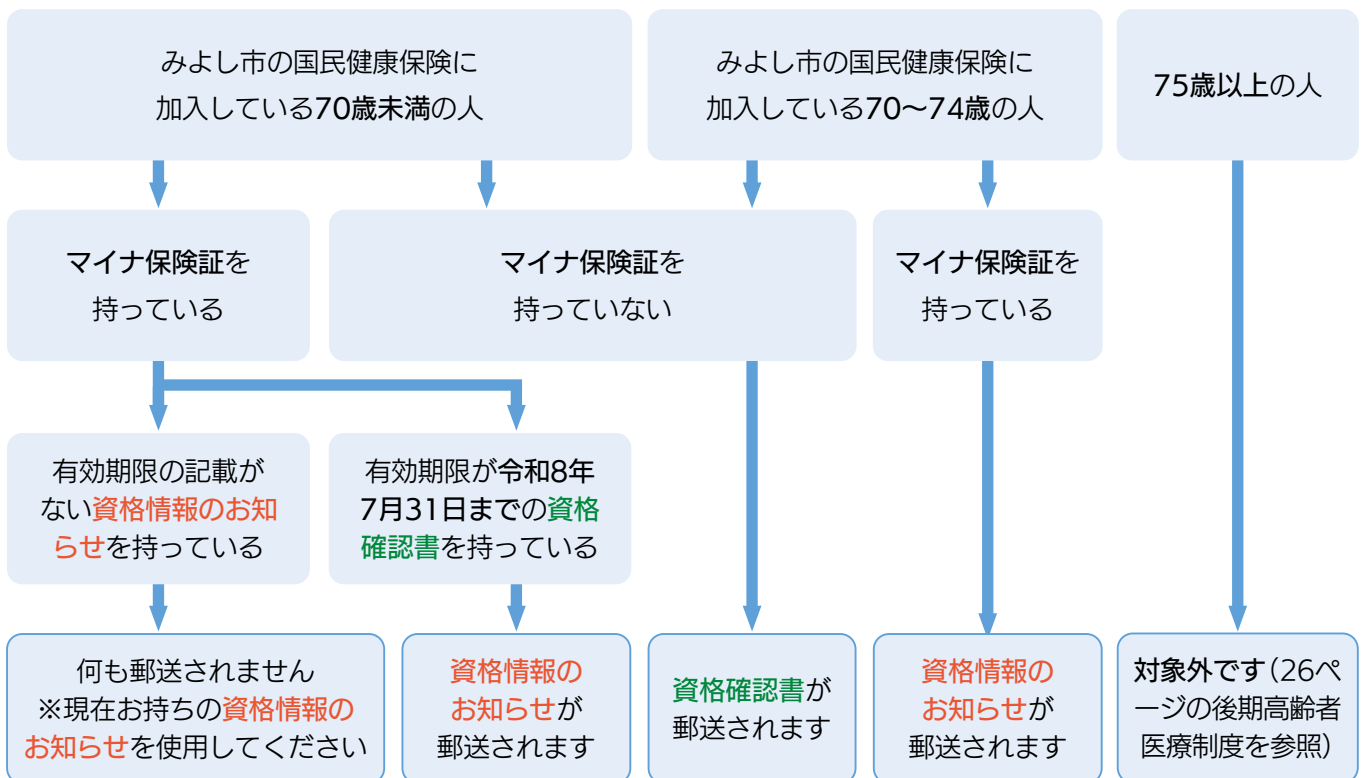 みよし市の国民健康保険に
加入している70歳未満の人
みよし市の国民健康保険に
加入している70〜74歳の人
75歳以上の人
マイナ保険証を
持っている
マイナ保険証を
持っていない
マイナ保険証を
持っている
有効期限の記載が
ない資格情報のお知
らせを持っている
有効期限が令和8年
7月31日までの資格
確認書を持っている
何も郵送されません
※現在お持ちの資格情報の
お知らせを使用してください
資格情報の
お知らせが
郵送されます
資格確認書が
郵送されます
資格情報の
お知らせが
郵送されます
対象外です(26ペ
ージの後期高齢者
医療制度を参照)